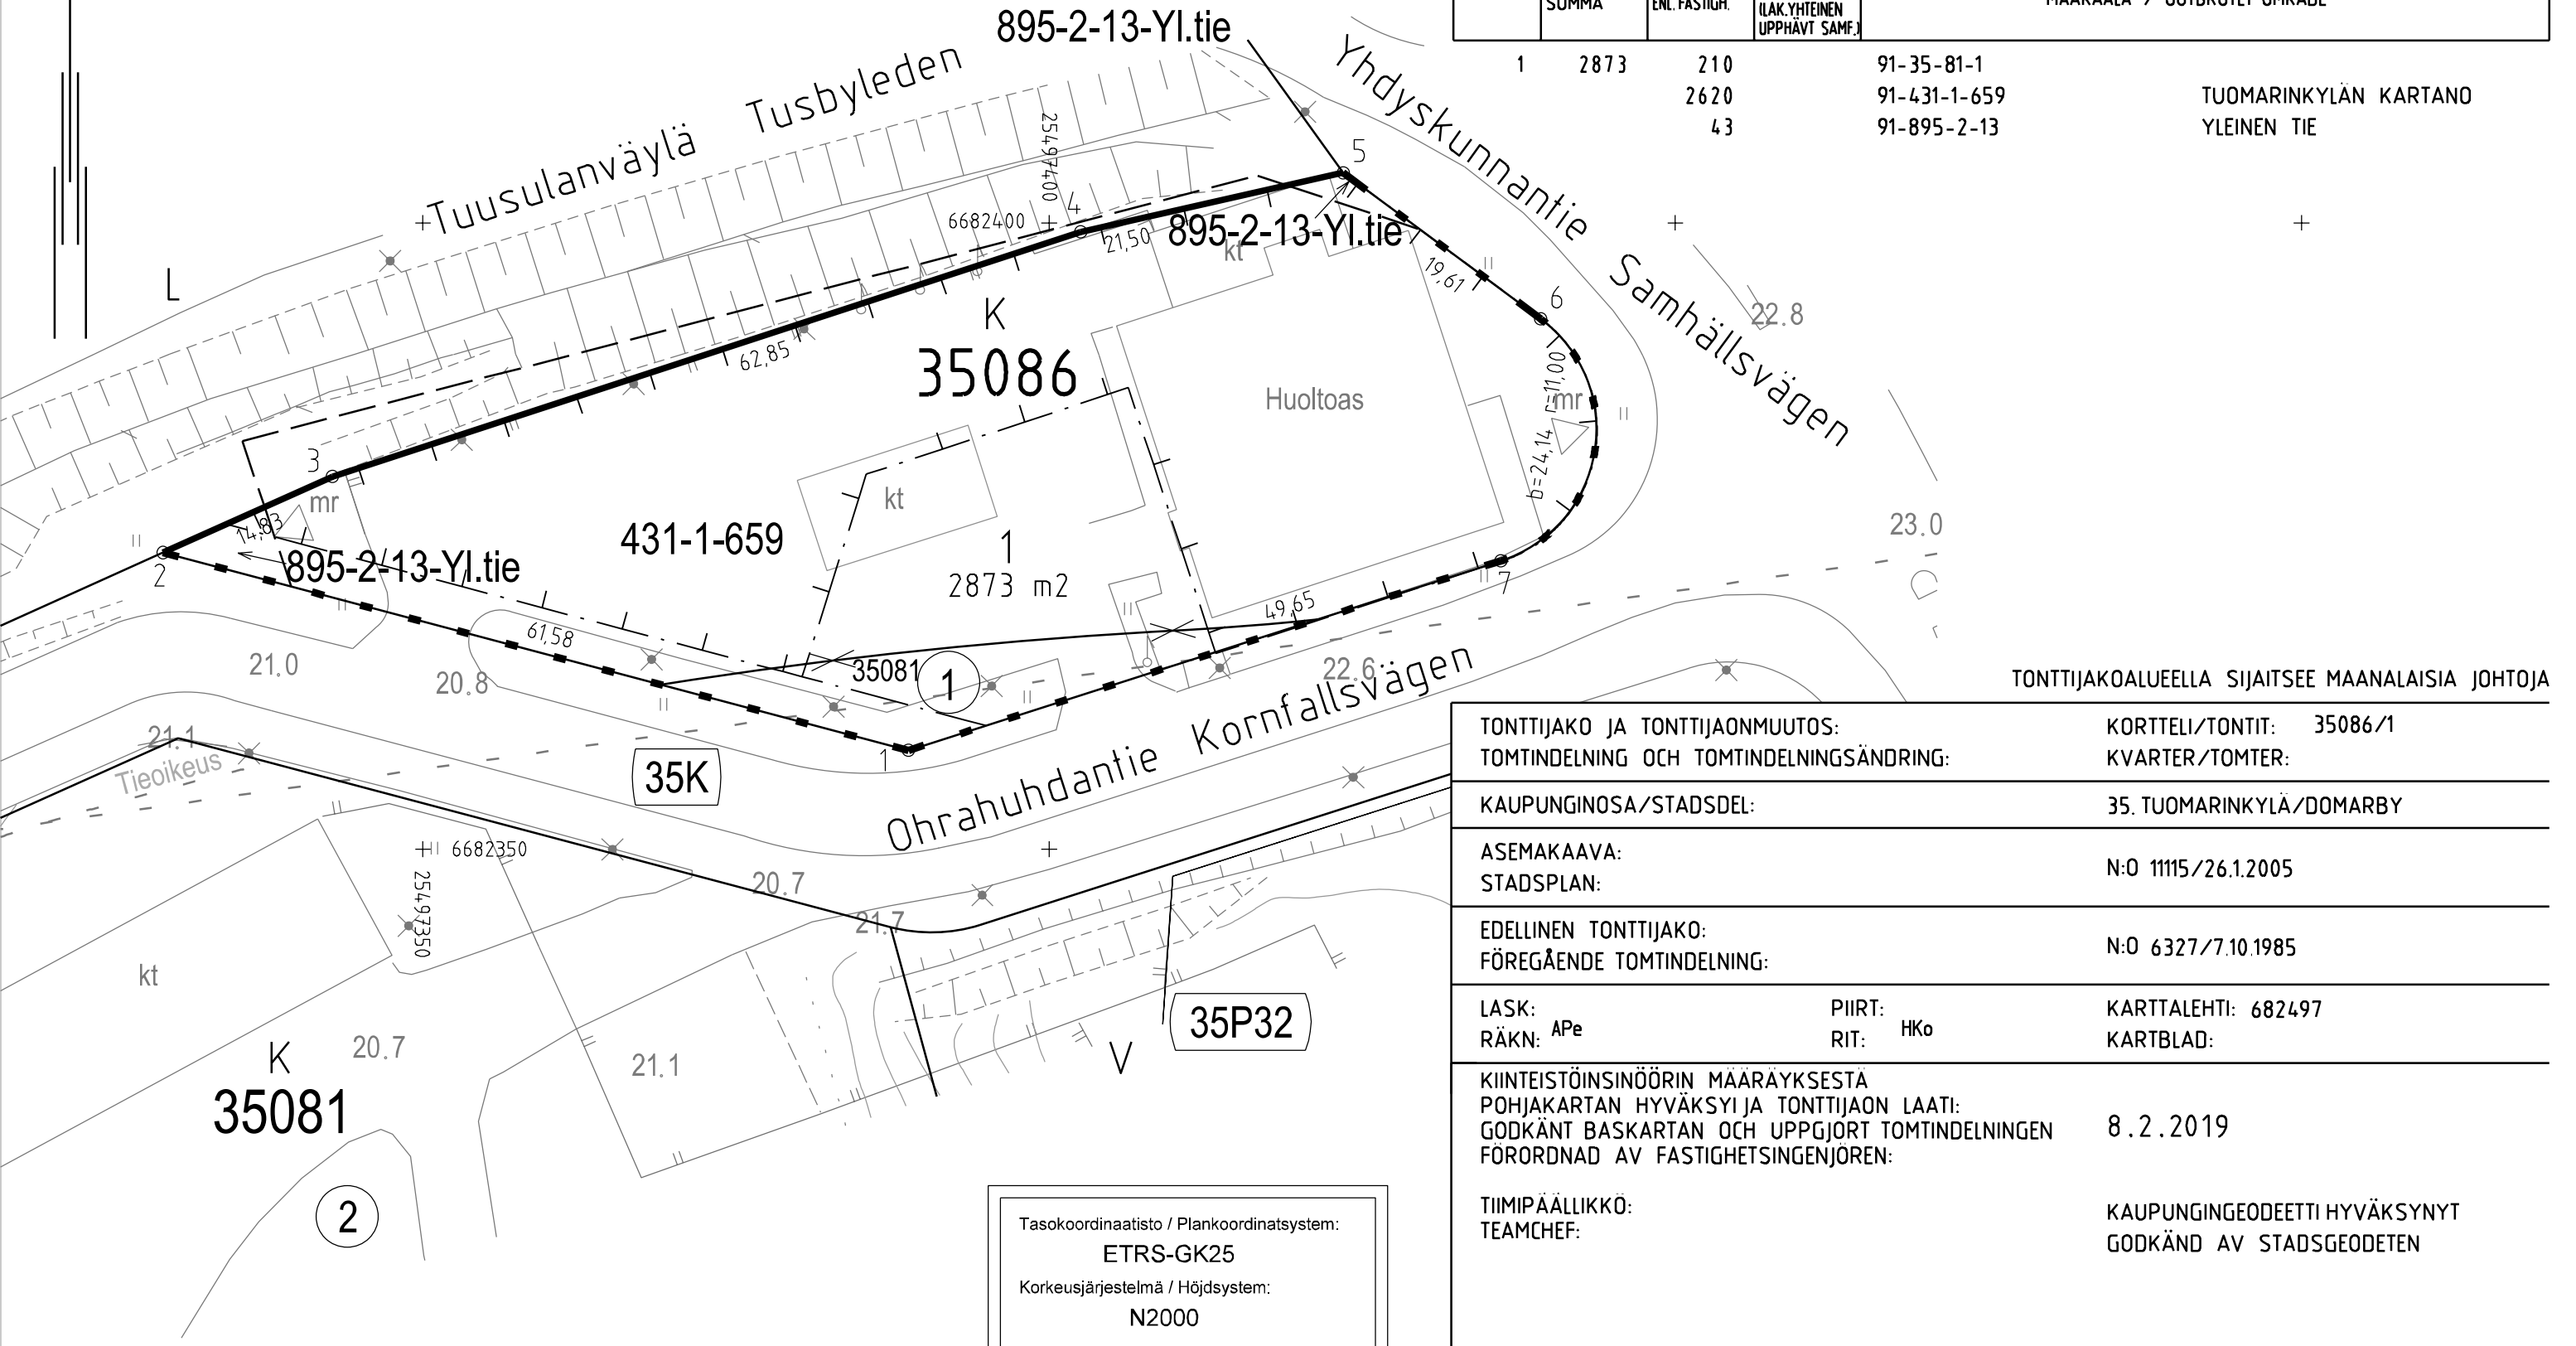 SUMMA
ENL. FASTIGH.
(LAK.YHTEINEN
UPPHÄVT SAMF.)
1 2873 210 91-35-81-1
2620 91-431-1-659 TUOMARINKYLÄN KARTANO
43 91-895-2-13 YLEINEN TIE
895-2-13-Yl.tie
Tuusulanväylä Tusbyleden
Yhdyskunnantie Samhällsvägen
25497400
6682400
4
5
21,50
895-2-13-Yl.tie
kt
19,61
6
L
K
35086
62,85
22.8
Huoltoas
mr
b=24,14 r=11,00
3
mr
14,83
2
895-2-13-Yl.tie
431-1-659
kt
1
2873 m2
23.0
7
49,65
61,58
21.0
20.8
35081
1
22.6
1
35K
Ohrahuhdantie Kornfallsvägen
21.1
Tieoikeus
6682350
25497350
20.7
21.7
kt
35P32
V
K
35081
20.7
21.1
2
TONTTIJAKOALUEELLA SIJAITSEE MAANALAISIA JOHTOJA
TONTTIJAKO JA TONTTIJAONMUUTOS: KORTTELI/TONTIT: 35086/1
TOMTINDELNING OCH TOMTINDELNINGSÄNDRING: KVARTER/TOMTER:
KAUPUNGINOSA/STADSDEL: 35. TUOMARINKYLÄ/DOMARBY
ASEMAKAAVA:
STADSPLAN:
N:O 11115/26.1.2005
EDELLINEN TONTTIJAKO:
FÖREGÅENDE TOMTINDELNING:
N:O 6327/7.10.1985
LASK: PIIRT: KARTTALEHTI: 682497
RÄKN: APe RIT: HKo KARTBLAD:
KIINTEISTÖINSINÖÖRIN MÄÄRÄYKSESTÄ
POHJAKARTAN HYVÄKSYI JA TONTTIJAON LAATI:
GODKÄNT BASKARTAN OCH UPPGJORT TOMTINDELNINGEN
FÖRORDNAD AV FASTIGHETSINGENJÖREN:
8.2.2019
TIIMIPÄÄLLIKKÖ:
TEAMCHEF:
KAUPUNGINGEODEETTI HYVÄKSYNYT
GODKÄND AV STADSGEODETEN
Tasokoordinaatisto / Plankoordinatsystem:
ETRS-GK25
Korkeusjärjestelmä / Höjdsystem:
N2000